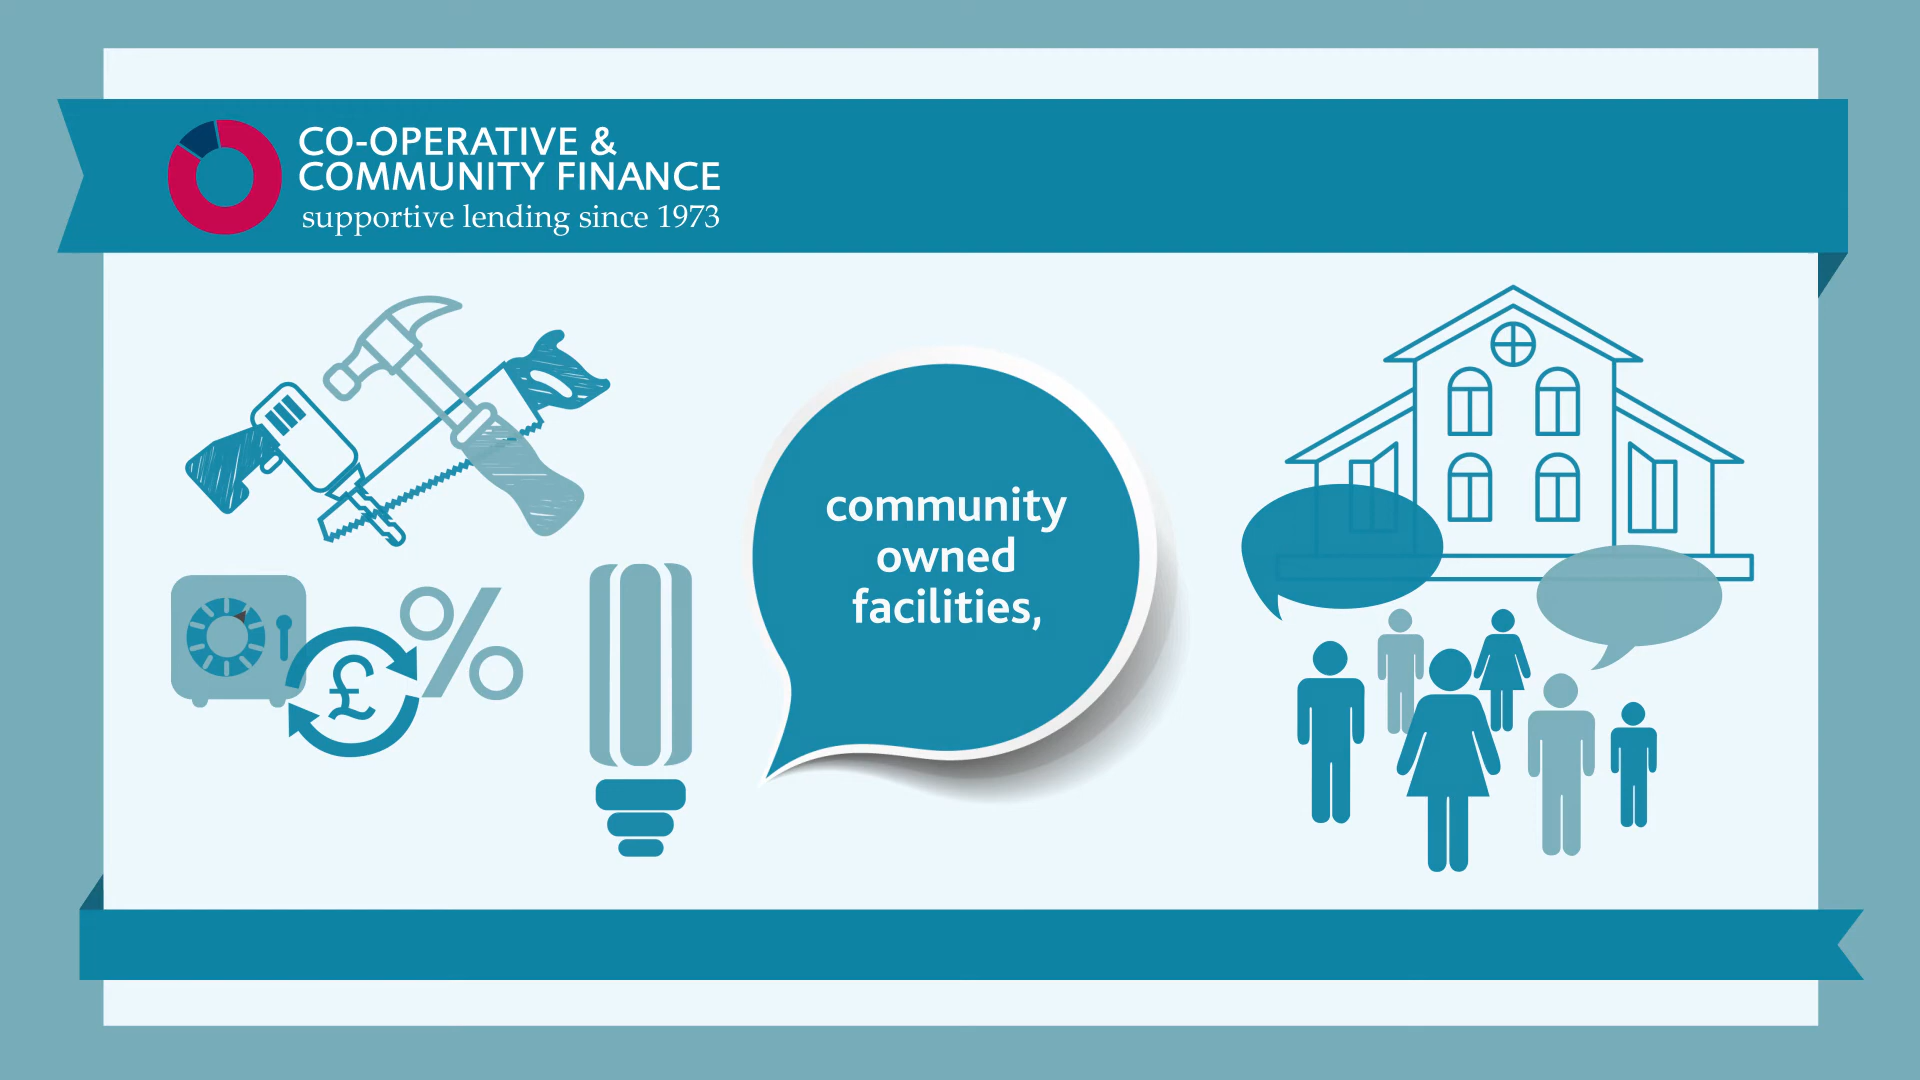 CO-OPERATIVE &
COMMUNITY FINANCE
supportive lending since 1973
community
owned
facilities,
£
%